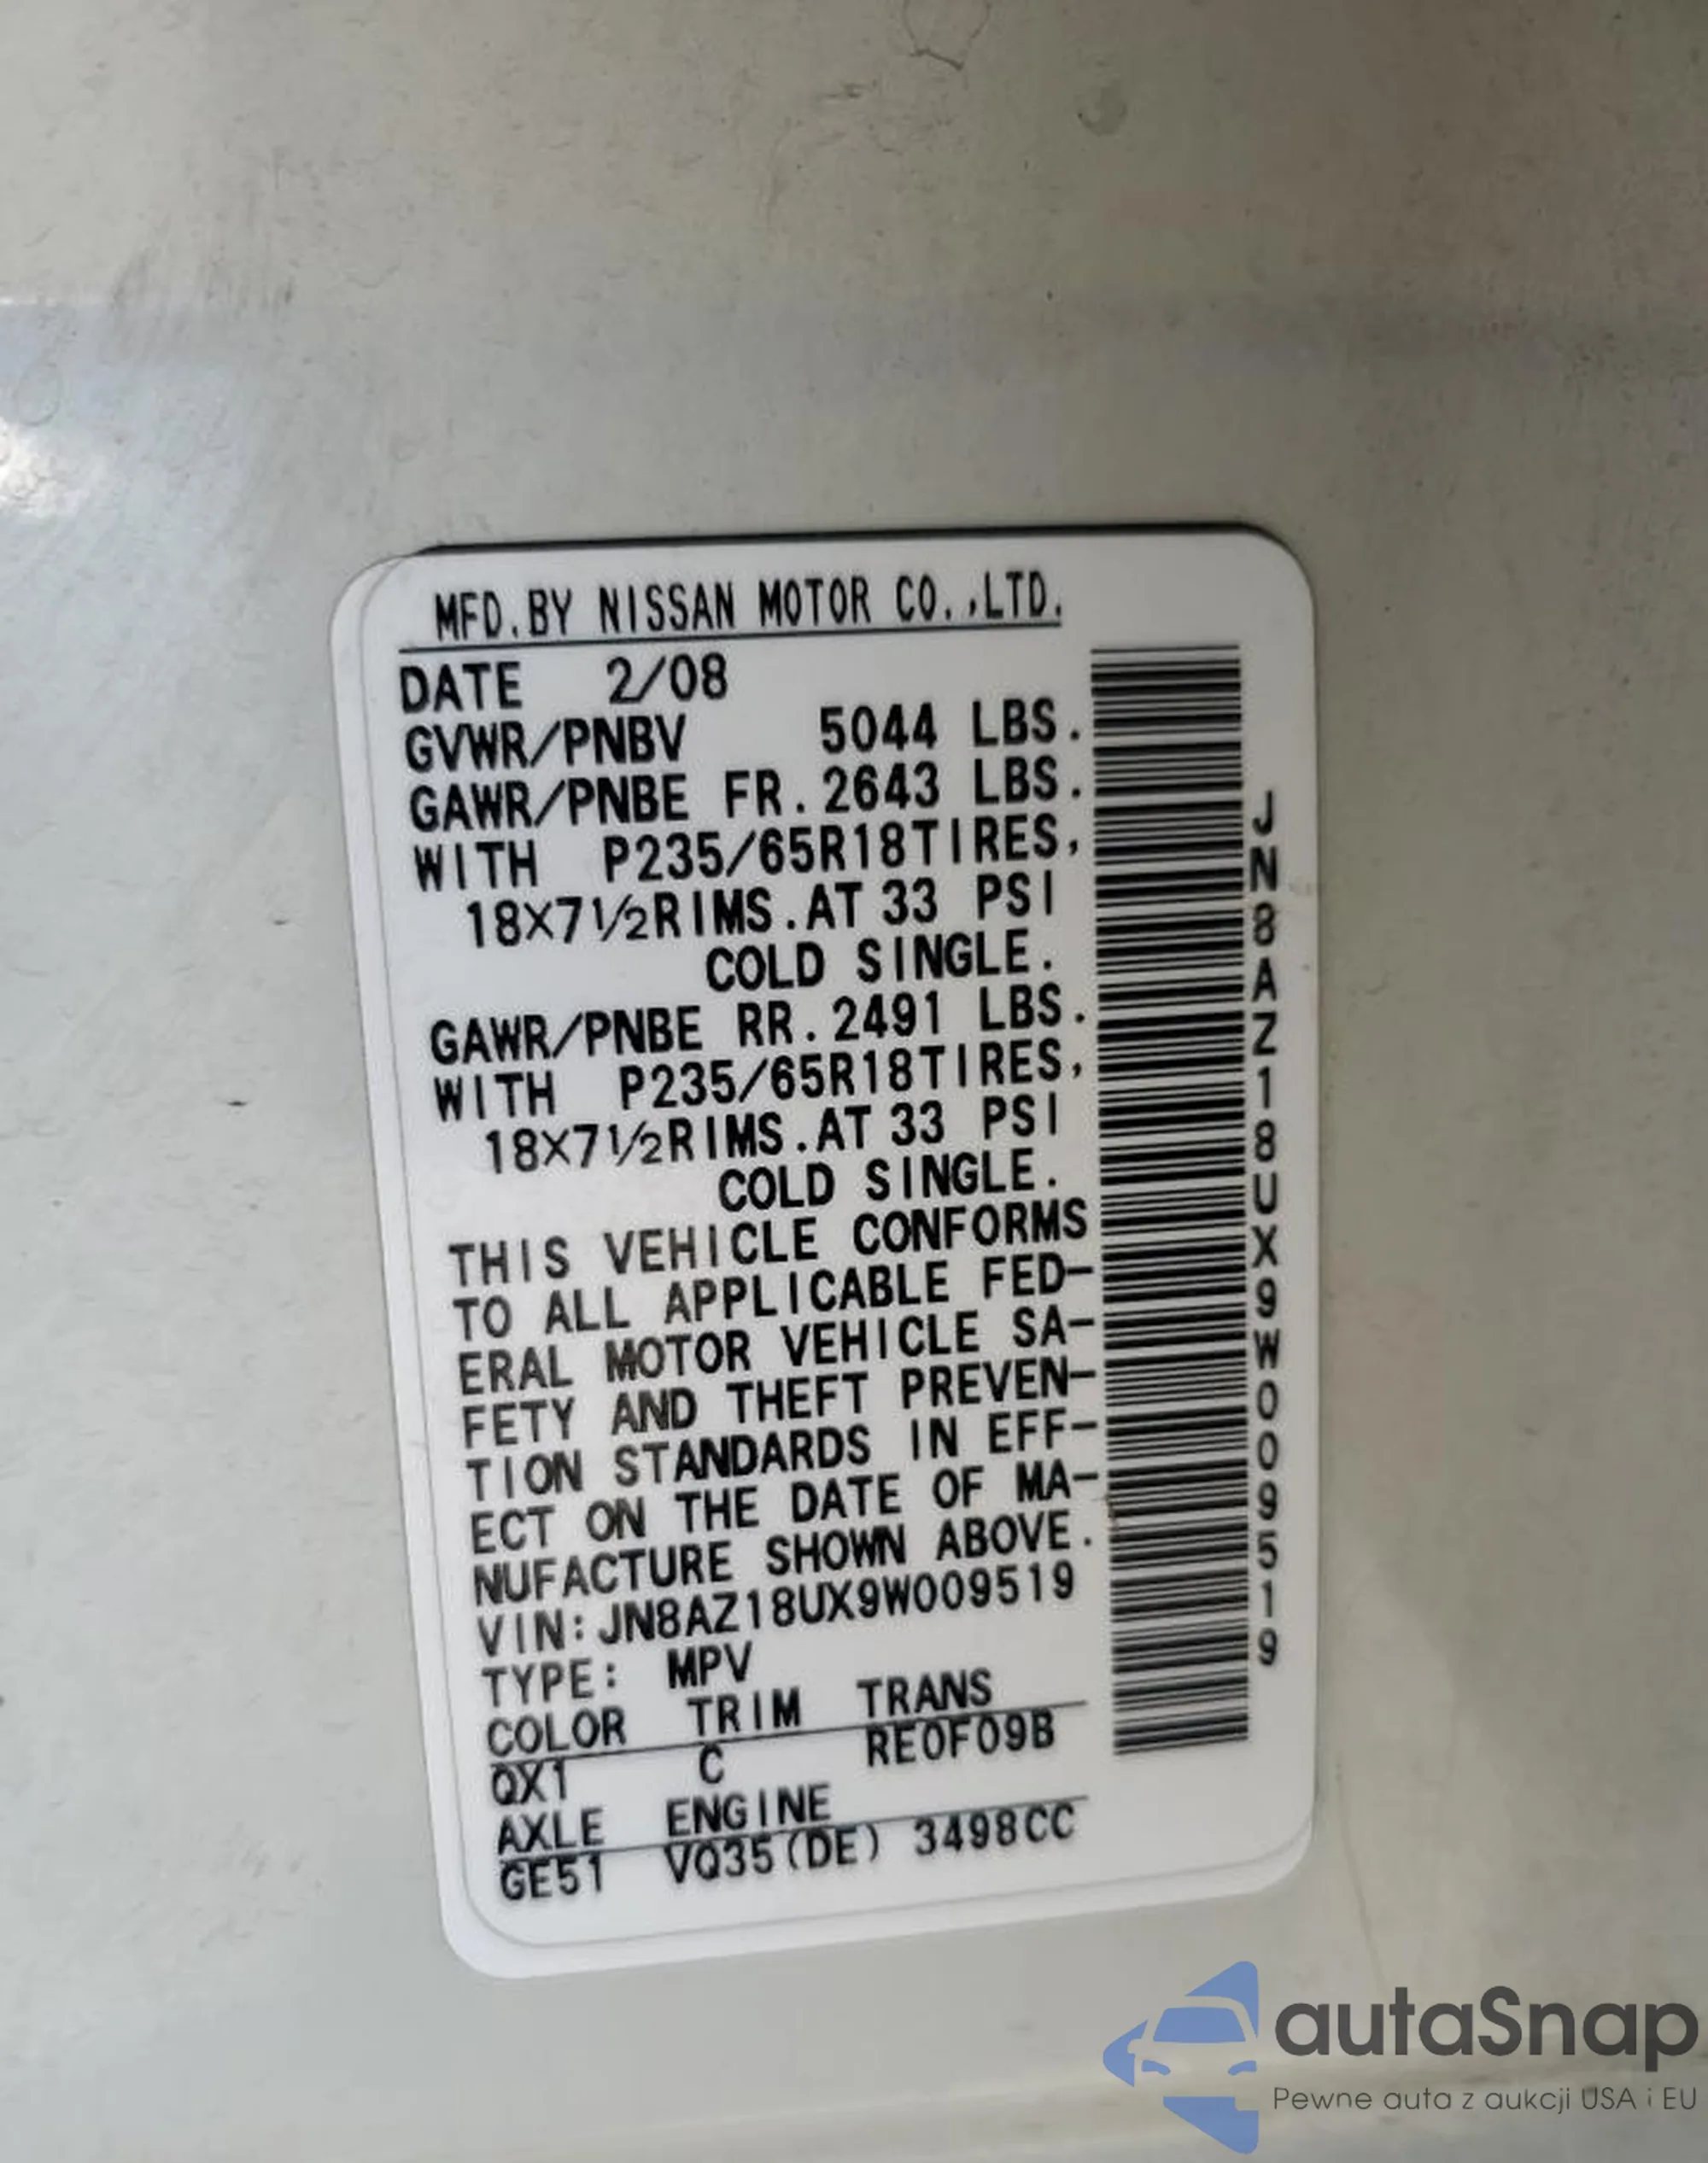 MFD.BY NISSAN MOTOR CO.,LTD.
DATE 2/08
GVWR/PNBV 5044 LBS.
GAWR/PNBE FR.2643 LBS.
WITH P235/65R18TIRES,
18X7½RIMS.AT 33 PSI
COLD SINGLE.
GAWR/PNBE RR.2491 LBS.
WITH P235/65R18TIRES,
18X7½RIMS.AT 33 PSI
COLD SINGLE.
THIS VEHICLE CONFORMS
TO ALL APPLICABLE FED-
ERAL MOTOR VEHICLE SA-
FETY AND THEFT PREVEN-
TION STANDARDS IN EFF-
ECT ON THE DATE OF MA-
NUFACTURE SHOWN ABOVE.
VIN:JN8AZ18UX9W009519
TYPE: MPV
COLOR TRIM TRANS
QX1 C RE0F09B
AXLE ENGINE
GE51 VQ35(DE) 3498CC
JN8AZ18UX9W009519
autaSnap
Pewne auta z aukcji USA i EU